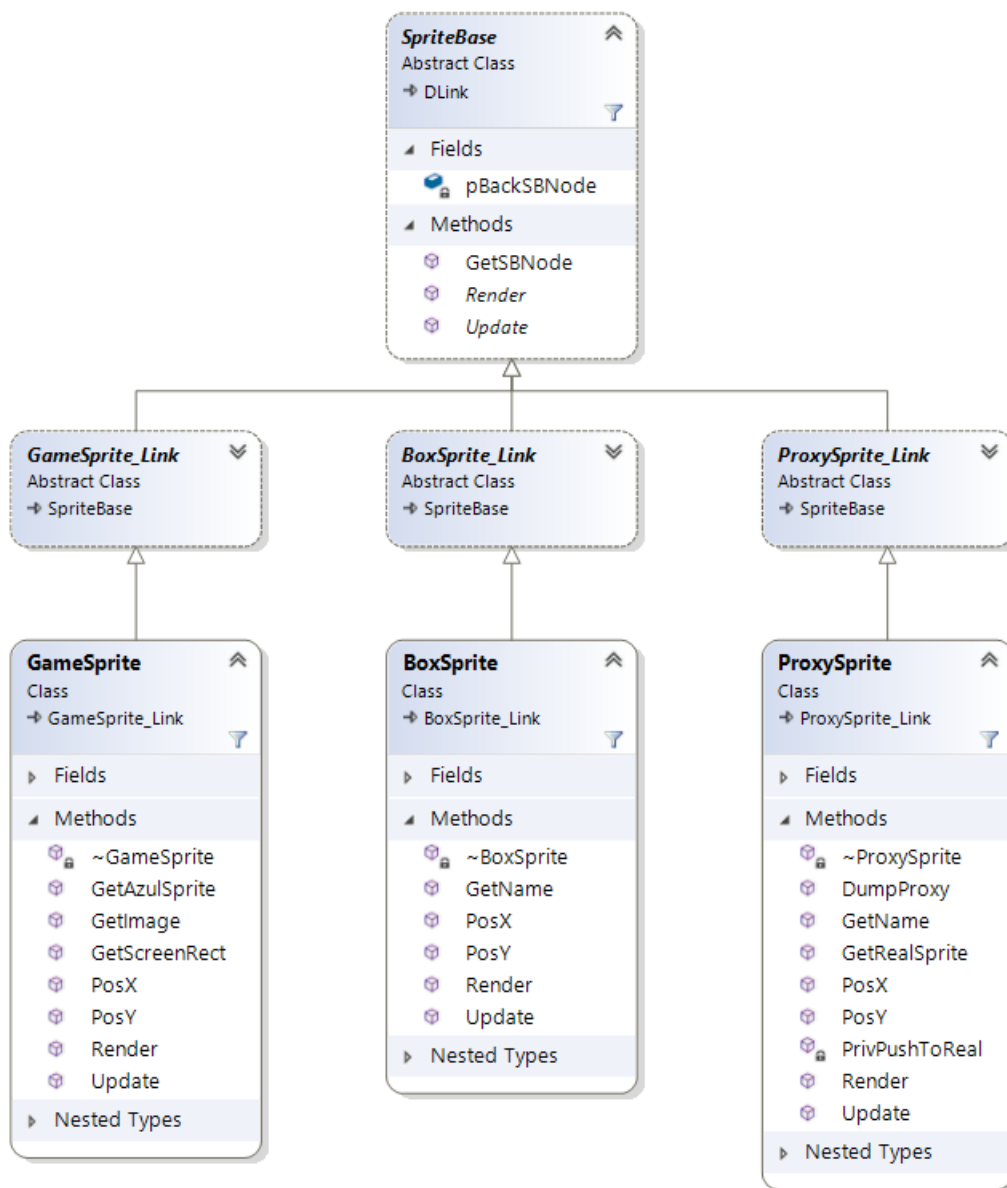 SpriteBase
Abstract Class
DLink
Fields
pBackSBNode
Methods
GetSBNode
Render
Update
GameSprite_Link
Abstract Class
SpriteBase
BoxSprite_Link
Abstract Class
SpriteBase
ProxySprite_Link
Abstract Class
SpriteBase
GameSprite
Class
GameSprite_Link
Fields
Methods
~GameSprite
GetAzulSprite
GetImage
GetScreenRect
PosX
PosY
Render
Update
Nested Types
BoxSprite
Class
BoxSprite_Link
Fields
Methods
~BoxSprite
GetName
PosX
PosY
Render
Update
Nested Types
ProxySprite
Class
ProxySprite_Link
Fields
Methods
~ProxySprite
DumpProxy
GetName
GetRealSprite
PosX
PosY
PrivPushToReal
Render
Update
Nested Types